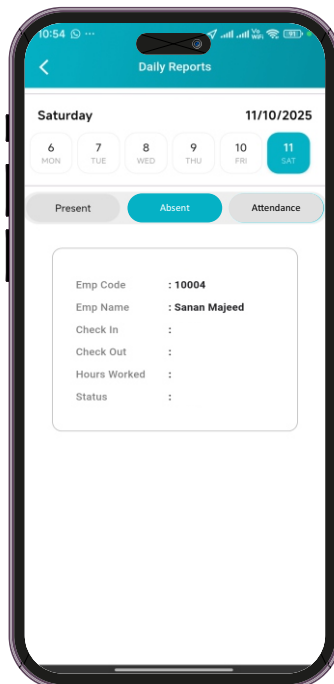 10:54
Daily Reports
Saturday 11/10/2025
6 7 8 9 10 11
MON TUE WED THU FRI SAT
Present Absent Attendance
Emp Code : 10004
Emp Name : Sanan Majeed
Check In :
Check Out :
Hours Worked :
Status :